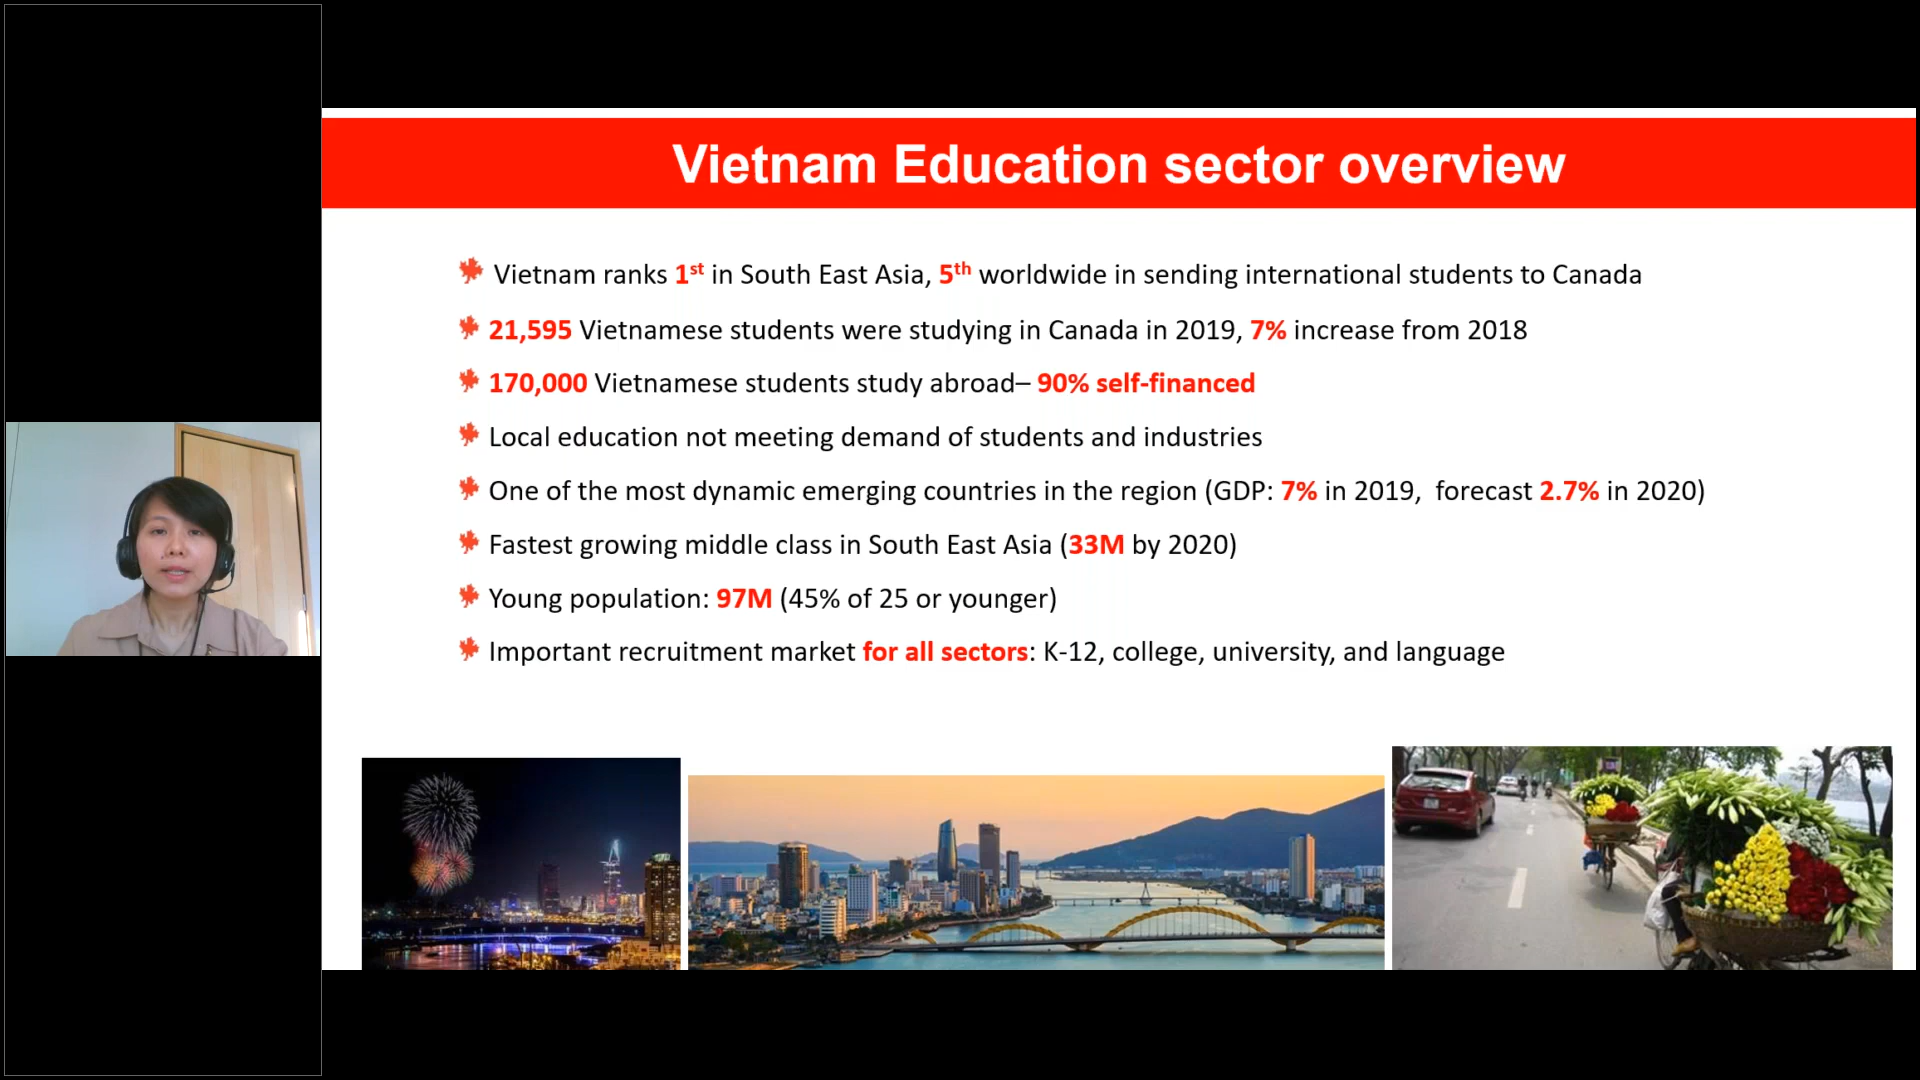 Vietnam Education sector overview
Vietnam ranks 1st in South East Asia, 5th worldwide in sending international students to Canada
21,595 Vietnamese students were studying in Canada in 2019, 7% increase from 2018
170,000 Vietnamese students study abroad– 90% self-financed
Local education not meeting demand of students and industries
One of the most dynamic emerging countries in the region (GDP: 7% in 2019, forecast 2.7% in 2020)
Fastest growing middle class in South East Asia (33M by 2020)
Young population: 97M (45% of 25 or younger)
Important recruitment market for all sectors: K-12, college, university, and language